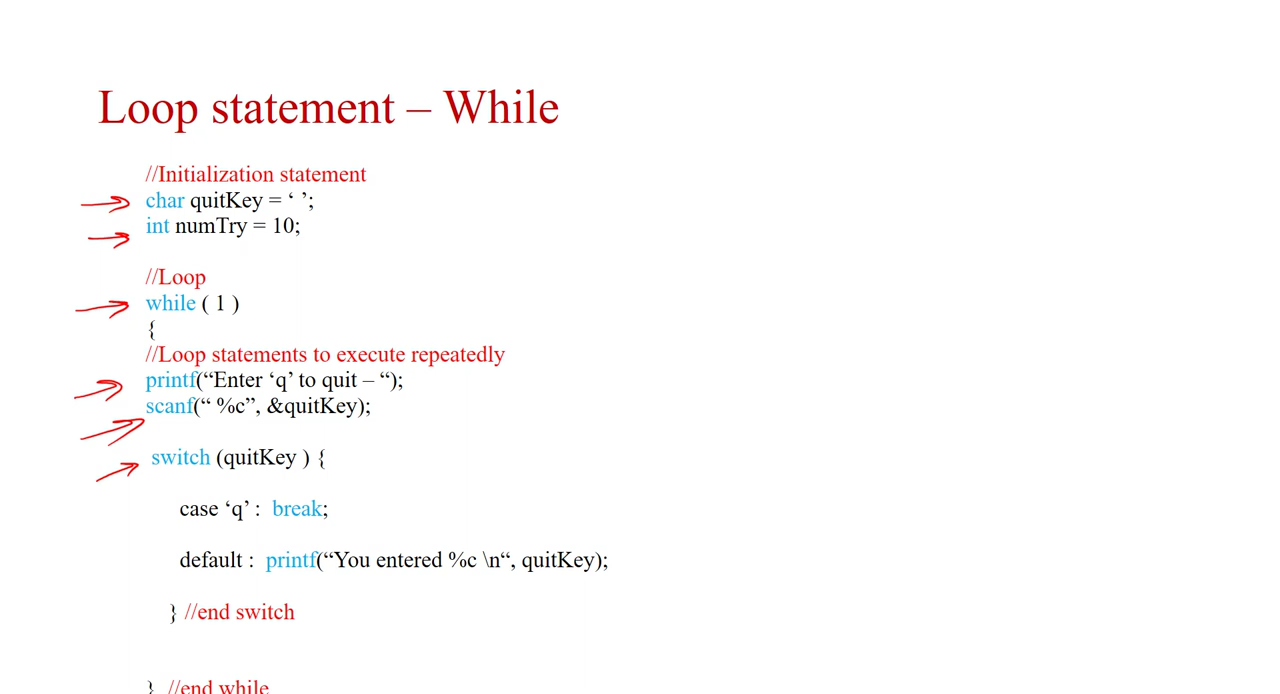 Loop statement – While
//Initialization statement
char quitKey = ‘ ’;
int numTry = 10;
//Loop
while ( 1 )
{
//Loop statements to execute repeatedly
printf(“Enter ‘q’ to quit – “);
scanf(“ %c”, &quitKey);
switch (quitKey ) {
case ‘q’ :  break;
default :  printf(“You entered %c \n“, quitKey);
} //end switch
}  //end while